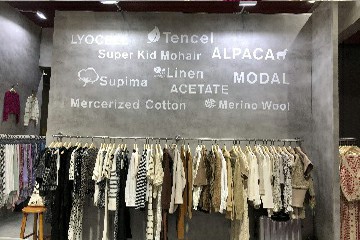 LYOCELL Tencel
Super Kid Mohair ALPACA
Supima Linen MODAL
ACETATE
Mercerized Cotton Merino Wool